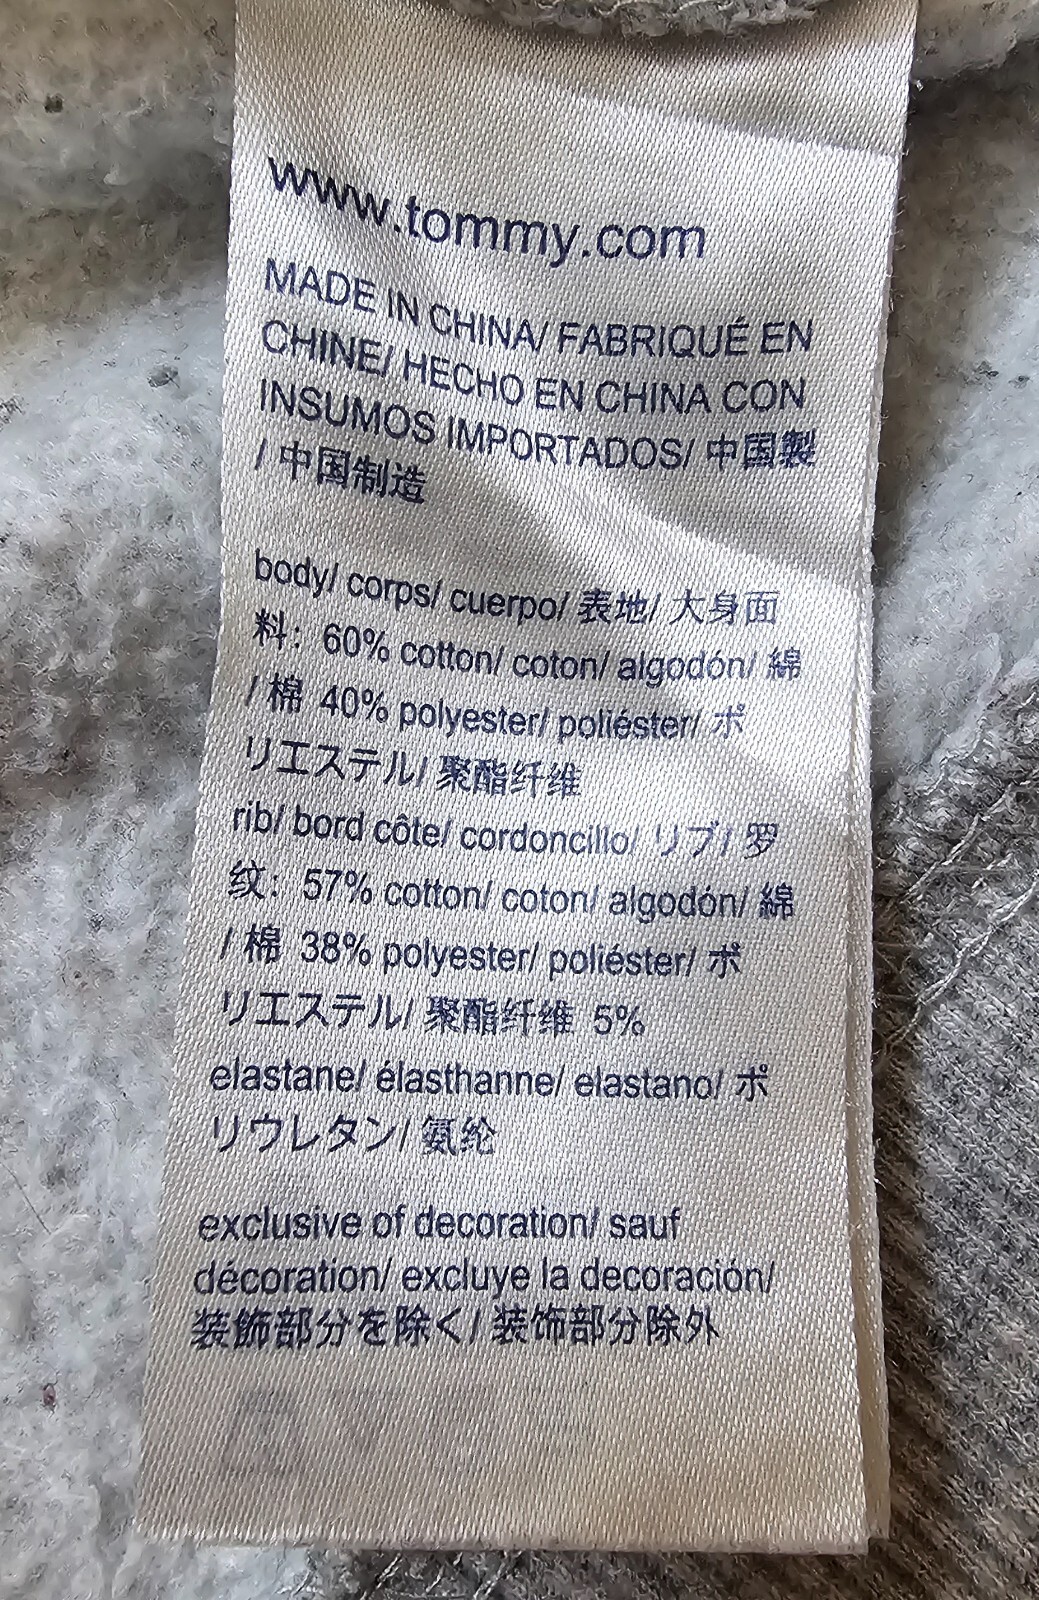 www.tommy.com
MADE IN CHINA/ FABRIQUÉ EN
CHINE/ HECHO EN CHINA CON
INSUMOS IMPORTADOS/ 中国製
/ 中国制造
body/ corps/ cuerpo/ 表地/ 大身面
料: 60% cotton/ coton/ algodón/ 綿
/ 棉 40% polyester/ poliéster/ ポ
リエステル/ 聚酯纤维
rib/ bord côte/ cordoncillo/ リブ/ 罗
纹: 57% cotton/ coton/ algodón/ 綿
/ 棉 38% polyester/ poliéster/ ポ
リエステル/ 聚酯纤维 5%
elastane/ élasthanne/ elastano/ ポ
リウレタン/ 氨纶
exclusive of decoration/ sauf
décoration/ excluye la decoración/
装飾部分を除く/ 装饰部分除外